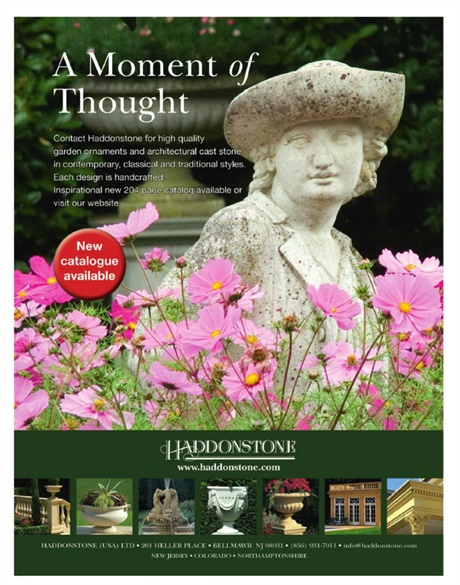 A Moment of
Thought
Contact Haddonstone for high quality
garden ornaments and architectural cast stone
in contemporary, classical and traditional styles.
Each design is handcrafted.
Inspirational new 204 page catalog available or
visit our website
New
catalogue
available
HADDONSTONE
www.haddonstone.com
HADDONSTONE (USA) LTD • 201 HELLER PLACE • BELLMAWR NJ 08031 • (856) 931-7011 • info@haddonstone.com
NEW JERSEY • COLORADO • NORTHAMPTONSHIRE